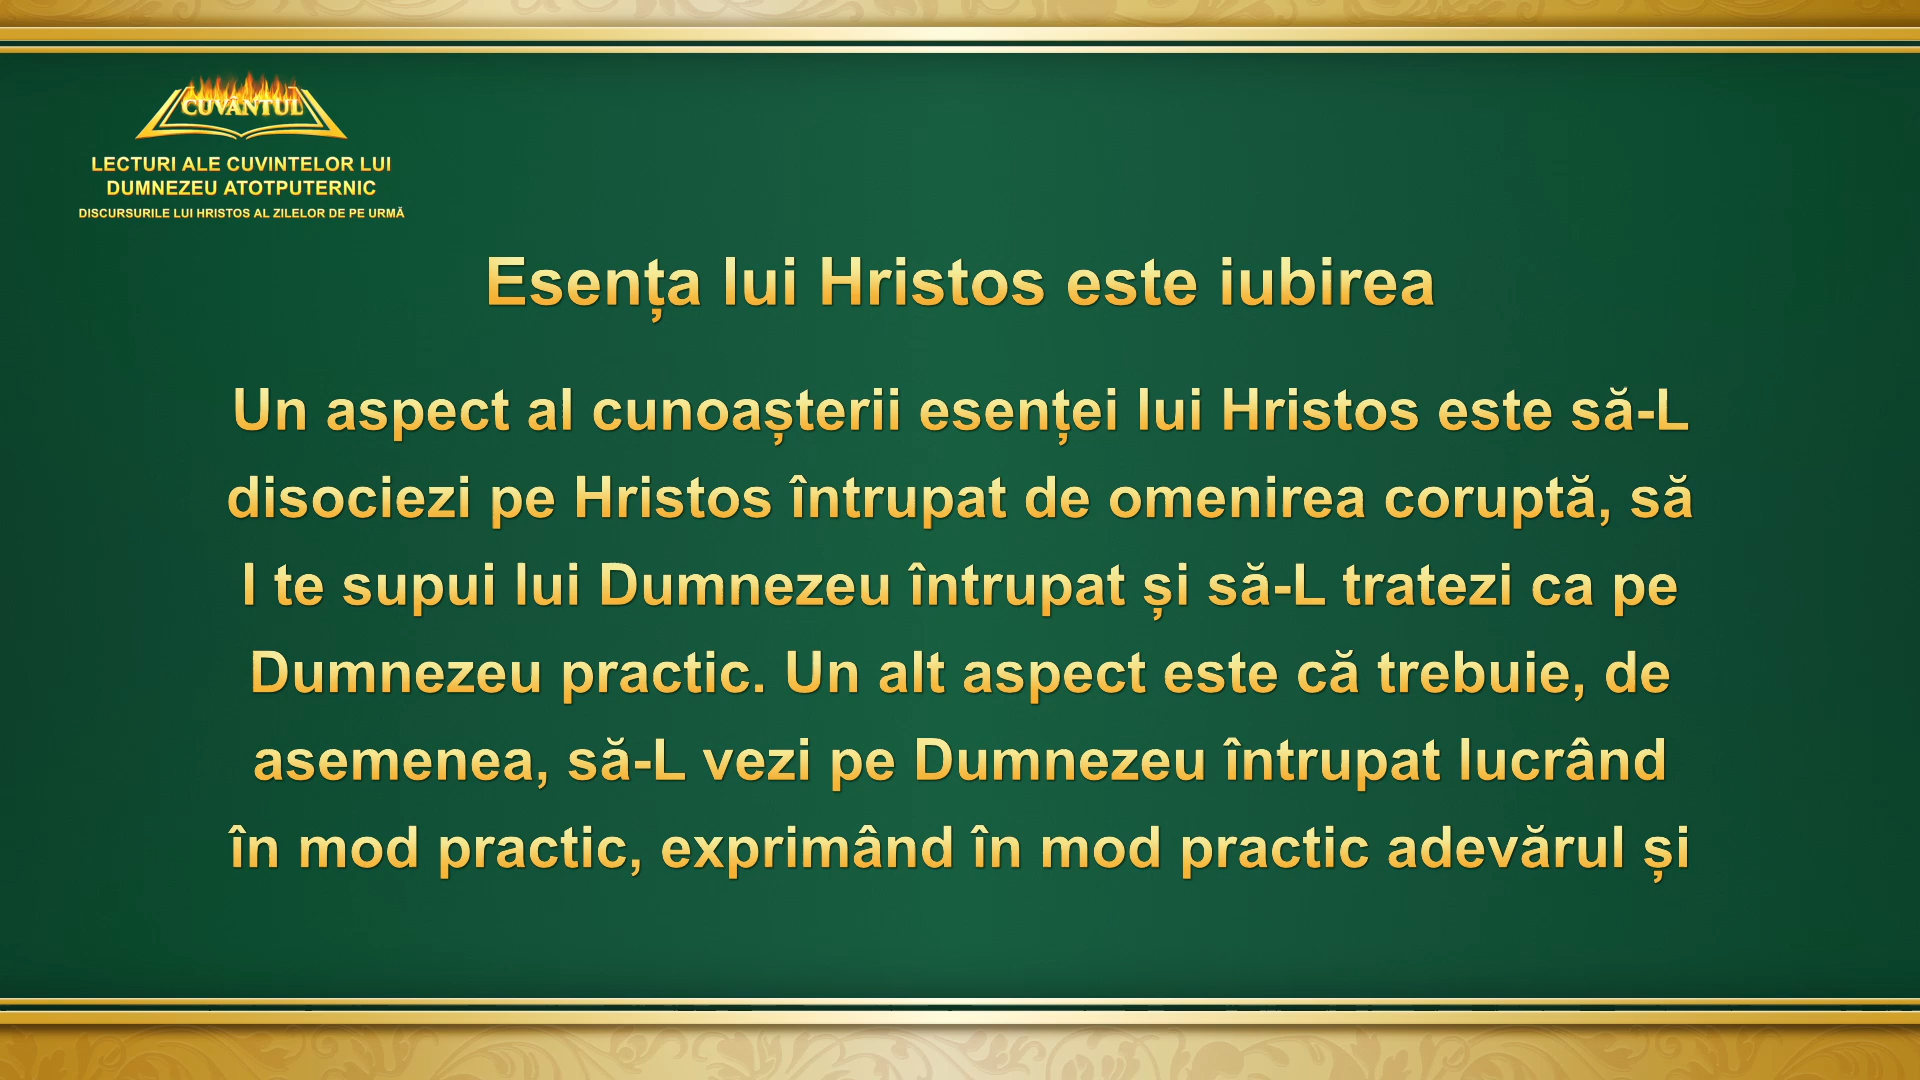 CUVÂNTUL
LECTURI ALE CUVINTELOR LUI
DUMNEZEU ATOTPUTERNIC
DISCURSURILE LUI HRISTOS AL ZILELOR DE PE URMĂ
Esența lui Hristos este iubirea
Un aspect al cunoașterii esenței lui Hristos este să-L
disociezi pe Hristos întrupat de omenirea coruptă, să
I te supui lui Dumnezeu întrupat și să-L tratezi ca pe
Dumnezeu practic. Un alt aspect este că trebuie, de
asemenea, să-L vezi pe Dumnezeu întrupat lucrând
în mod practic, exprimând în mod practic adevărul și